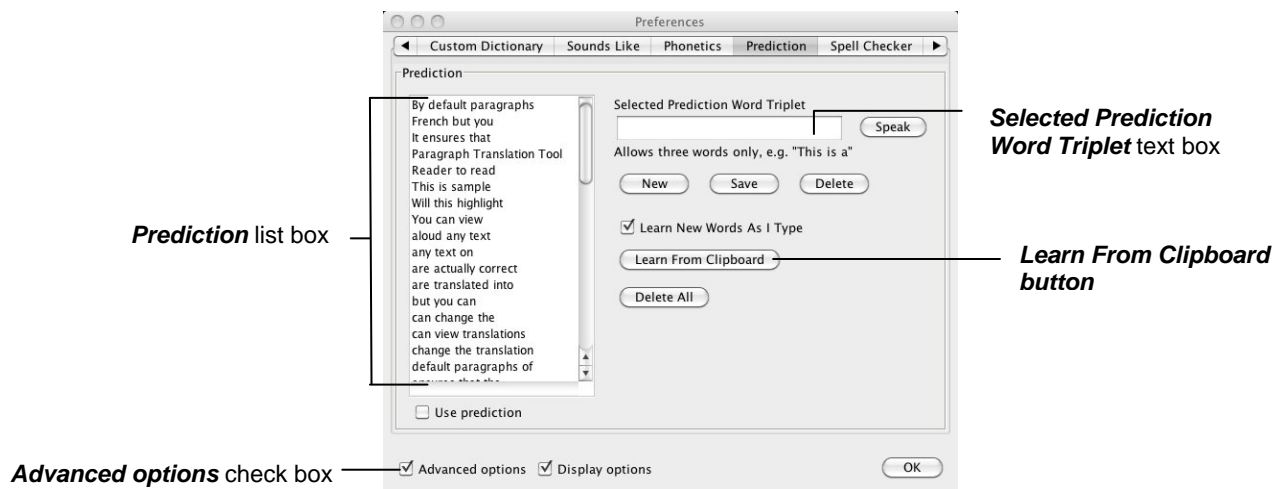 Preferences
Custom Dictionary Sounds Like Phonetics Prediction Spell Checker
Prediction
By default paragraphs
French but you
It ensures that
Paragraph Translation Tool
Reader to read
This is sample
Will this highlight
You can view
aloud any text
any text on
are actually correct
are translated into
but you can
can change the
can view translations
change the translation
default paragraphs of
ensures that the
Selected Prediction Word Triplet
Speak
Allows three words only, e.g. "This is a"
New Save Delete
Learn New Words As I Type
Learn From Clipboard
Delete All
Use prediction
Advanced options Display options OK
Prediction list box
Advanced options check box
Selected Prediction
Word Triplet text box
Learn From Clipboard
button